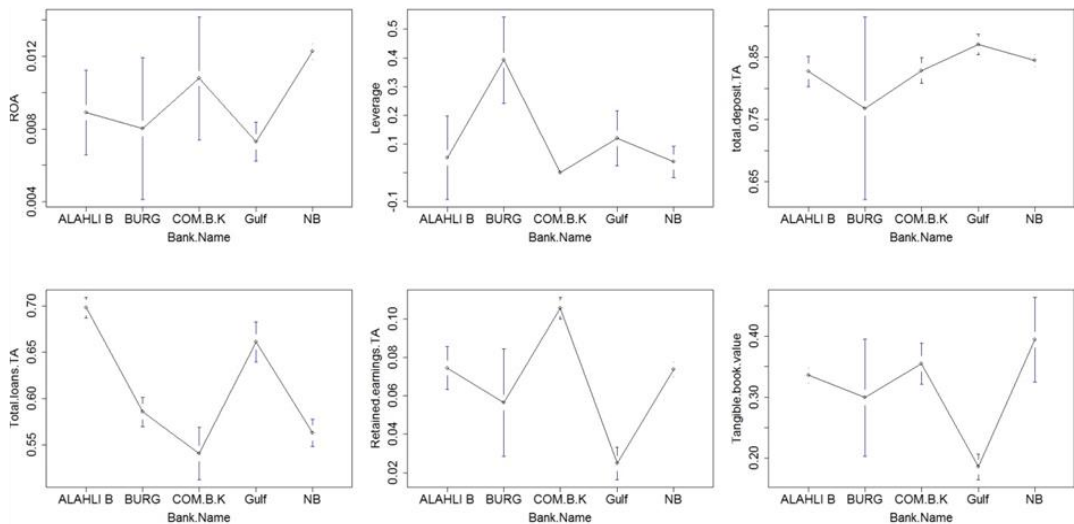 ROA
0.012
0.008
0.004
ALAHLI B BURG COM.B.K Gulf NB
Bank.Name
Leverage
0.5
0.4
0.3
0.2
0.1
-0.1
ALAHLI B BURG COM.B.K Gulf NB
Bank.Name
total.deposit.TA
0.85
0.75
0.65
ALAHLI B BURG COM.B.K Gulf NB
Bank.Name
Total.loans.TA
0.70
0.65
0.60
0.55
ALAHLI B BURG COM.B.K Gulf NB
Bank.Name
Retained.earnings.TA
0.10
0.08
0.06
0.04
0.02
ALAHLI B BURG COM.B.K Gulf NB
Bank.Name
Tangible.book.value
0.40
0.30
0.20
ALAHLI B BURG COM.B.K Gulf NB
Bank.Name